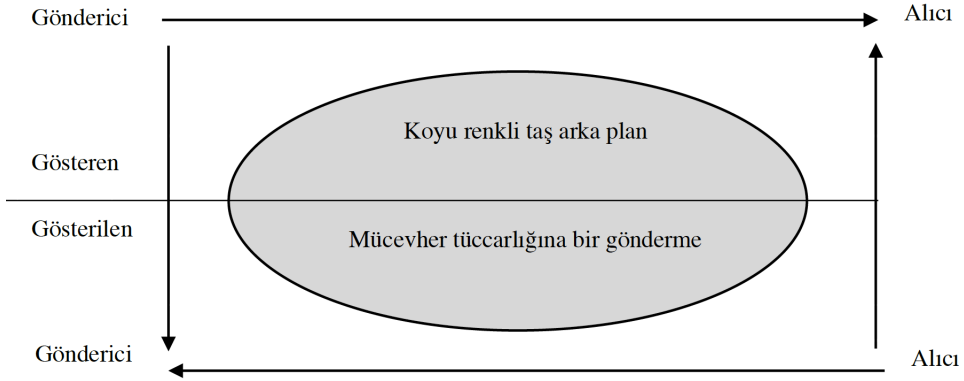 Gönderici
Alıcı
Koyu renkli taş arka plan
Gösteren
Gösterilen
Mücevher tüccarlığına bir gönderme
Gönderici
Alıcı